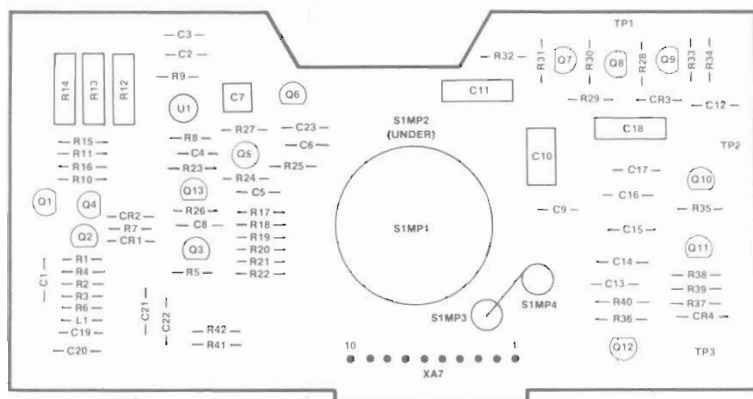 TP1
C3
C2
R9
R14
R13
R12
U1
C7
Q6
R32
R31
Q7
R30
Q8
R28
Q9
R33
R34
C11
R29
CR3
C12
R27
C23
S1MP2
(UNDER)
C18
R15
R11
R16
R10
R8
C4
R23
Q5
C6
R25
C10
TP2
R24
C5
C17
Q10
Q1
Q4
Q13
C16
CR2
R7
CR1
R26
C8
R17
R18
R19
R20
R21
R22
S1MP1
C9
R35
Q2
Q3
C15
Q11
C1
R1
R4
R2
R3
R6
L1
C19
C20
R5
C14
C13
R40
R36
R38
R39
R37
CR4
C21
C22
S1MP3
S1MP4
R42
R41
Q12
TP3
10
1
XA7